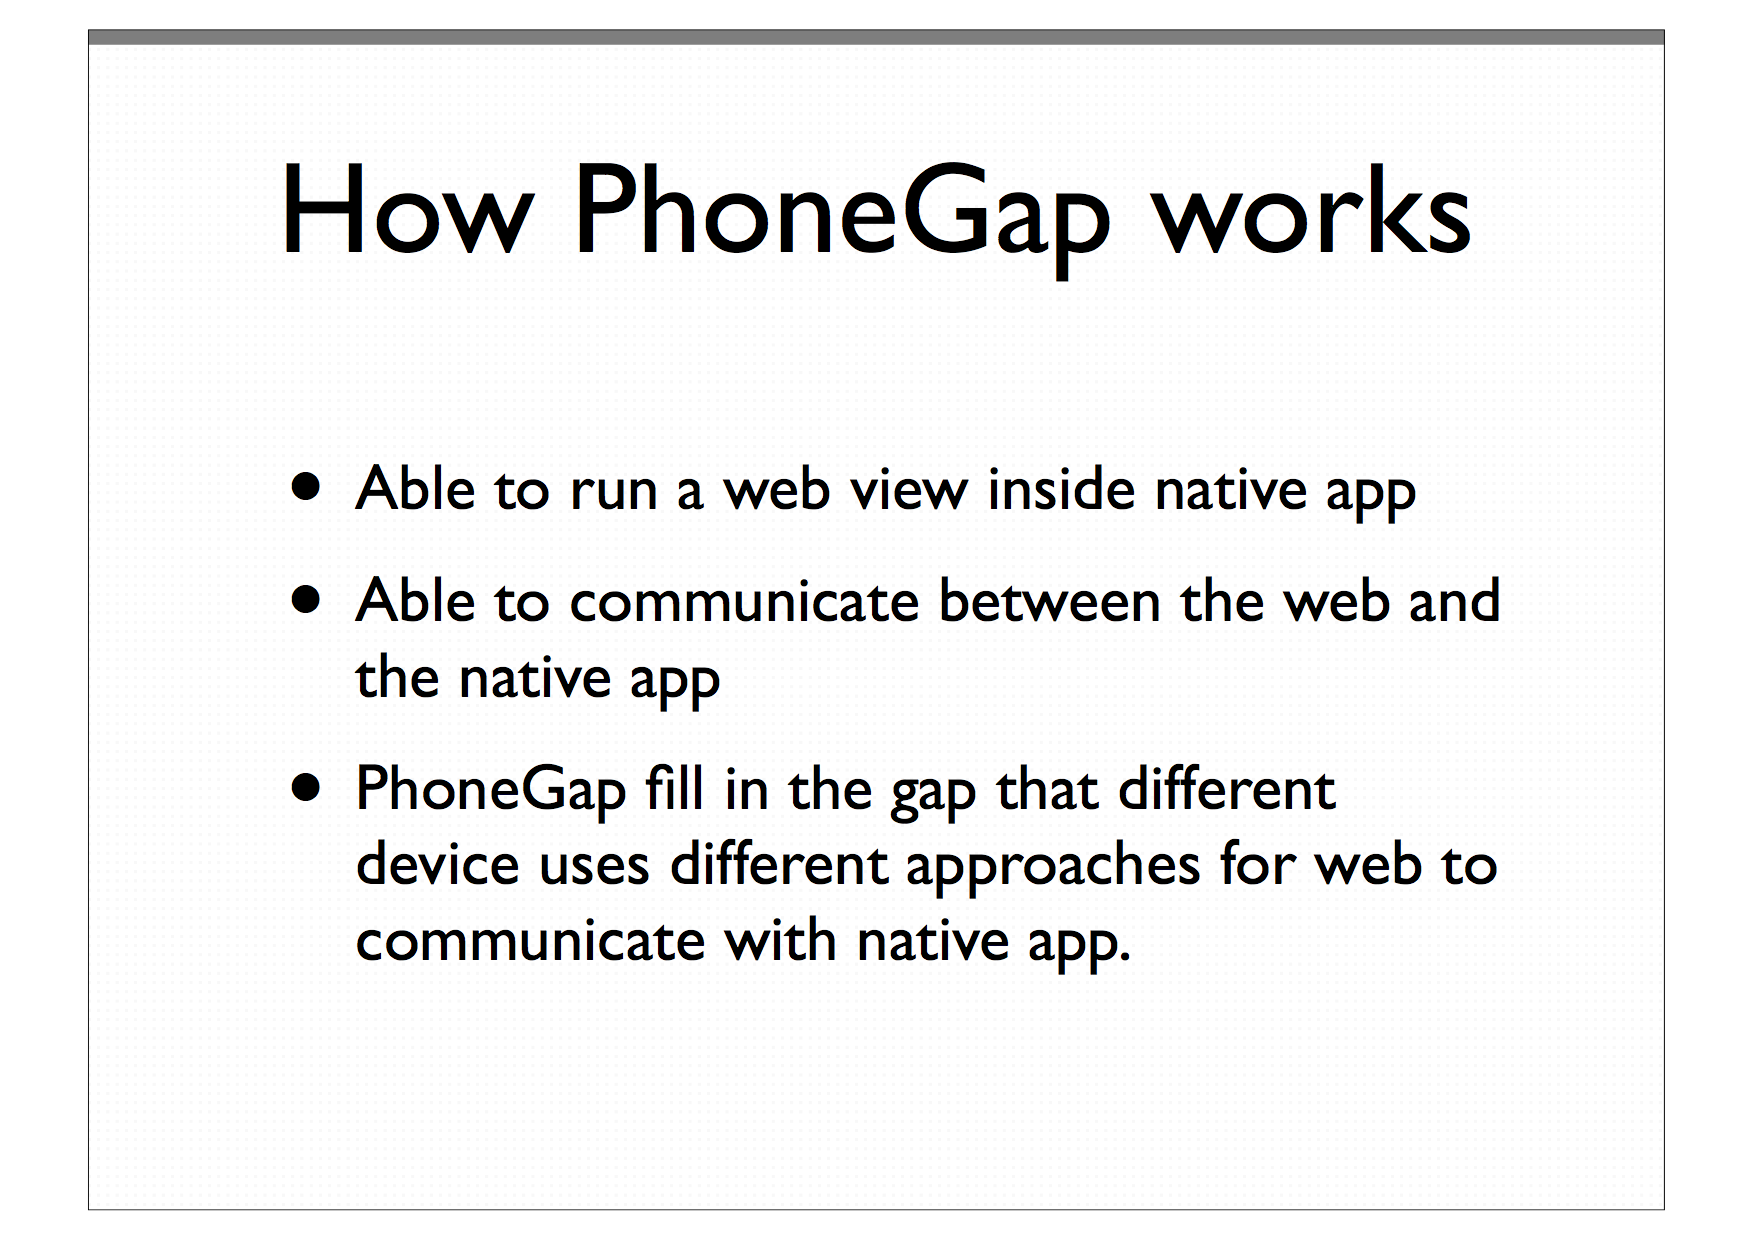 How PhoneGap works
• Able to run a web view inside native app
• Able to communicate between the web and
the native app
• PhoneGap fill in the gap that different
device uses different approaches for web to
communicate with native app.